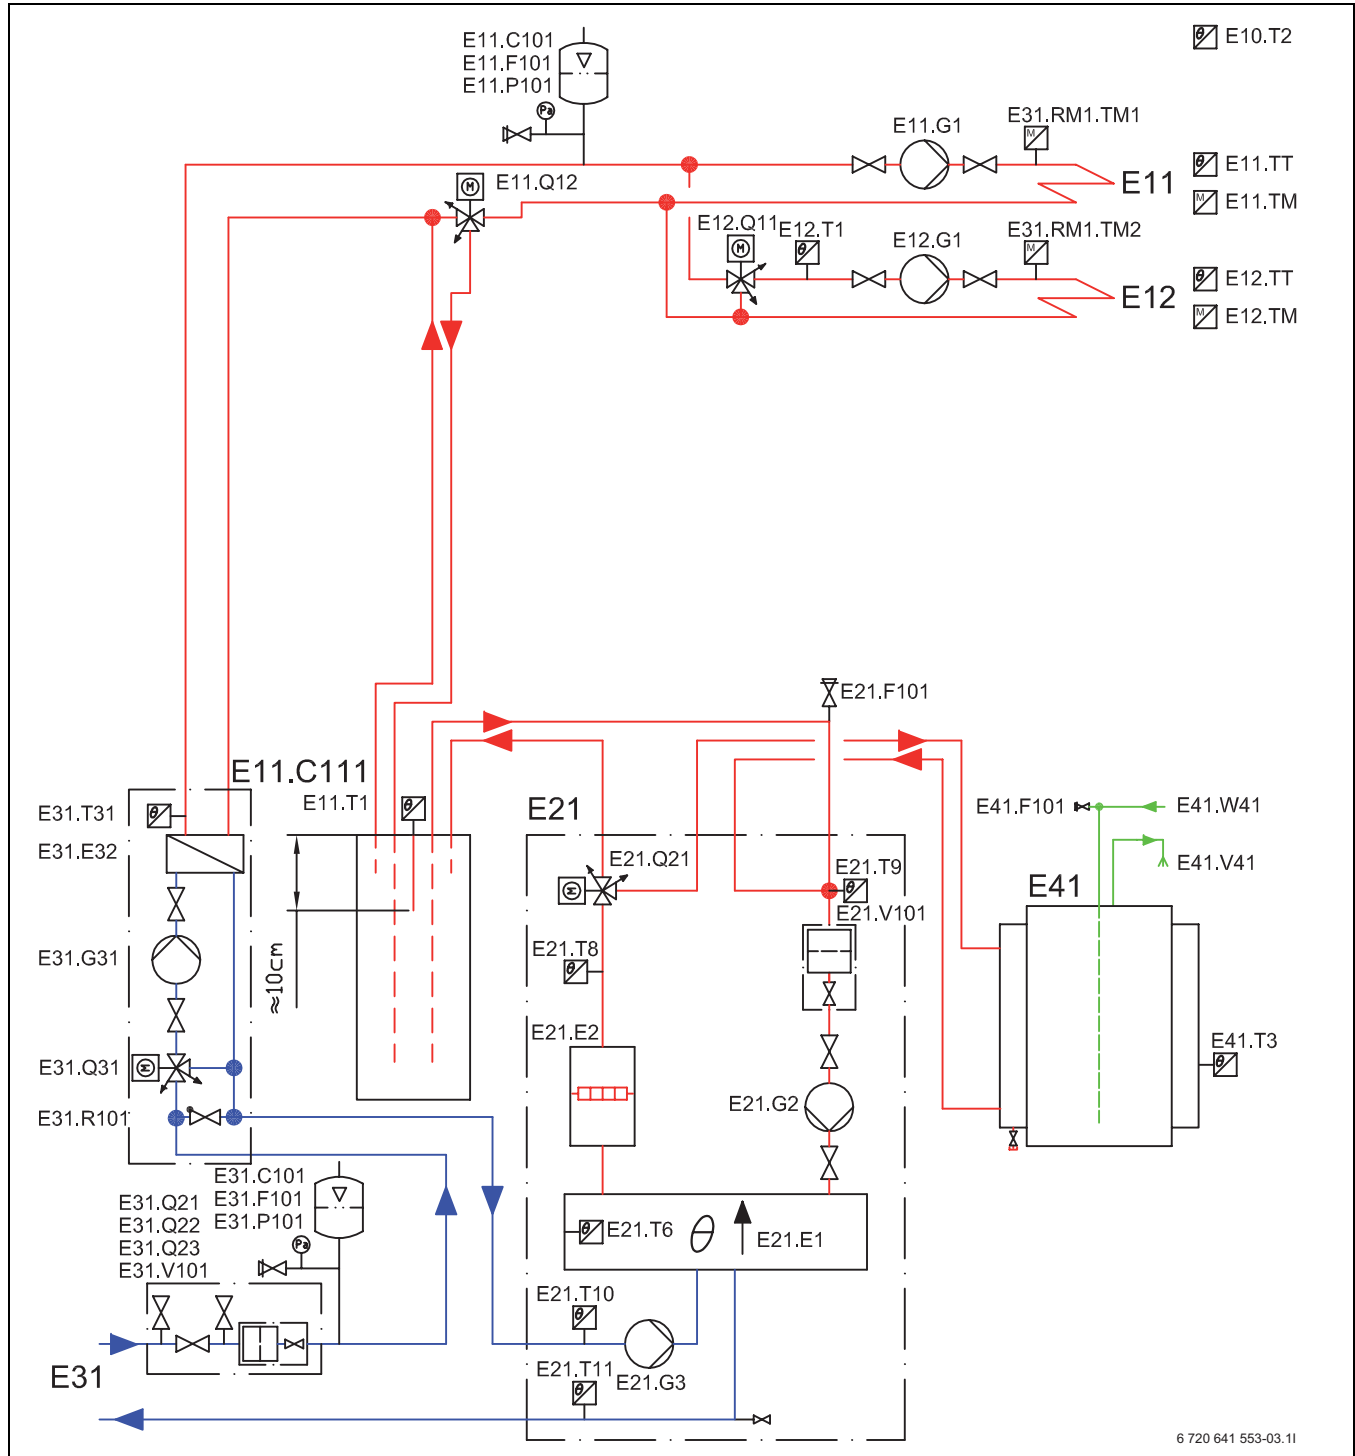 E11.C101
E11.F101
E11.P101
Pa
E10.T2
θ
E11.G1
E31.RM1.TM1
M
E11
θ
E11.TT
M
E11.TM
M
E11.Q12
E12.Q11
M
E12.T1
θ
E12.G1
E31.RM1.TM2
M
E12
θ
E12.TT
M
E12.TM
E21.F101
E11.C111
E11.T1
θ
E31.T31
θ
E31.E32
E31.G31
≈10cm
E31.Q31
M
E31.R101
E21
E21.Q21
M
E21.T9
θ
E21.V101
E21.T8
θ
E21.E2
E21.G2
E41.F101
E41.W41
E41.V41
E41
E41.T3
θ
E31.C101
E31.F101
E31.P101
Pa
E31.Q21
E31.Q22
E31.Q23
E31.V101
E21.T6
θ
E21.E1
E21.T10
θ
E21.G3
E21.T11
θ
E31
6 720 641 553-03.1I